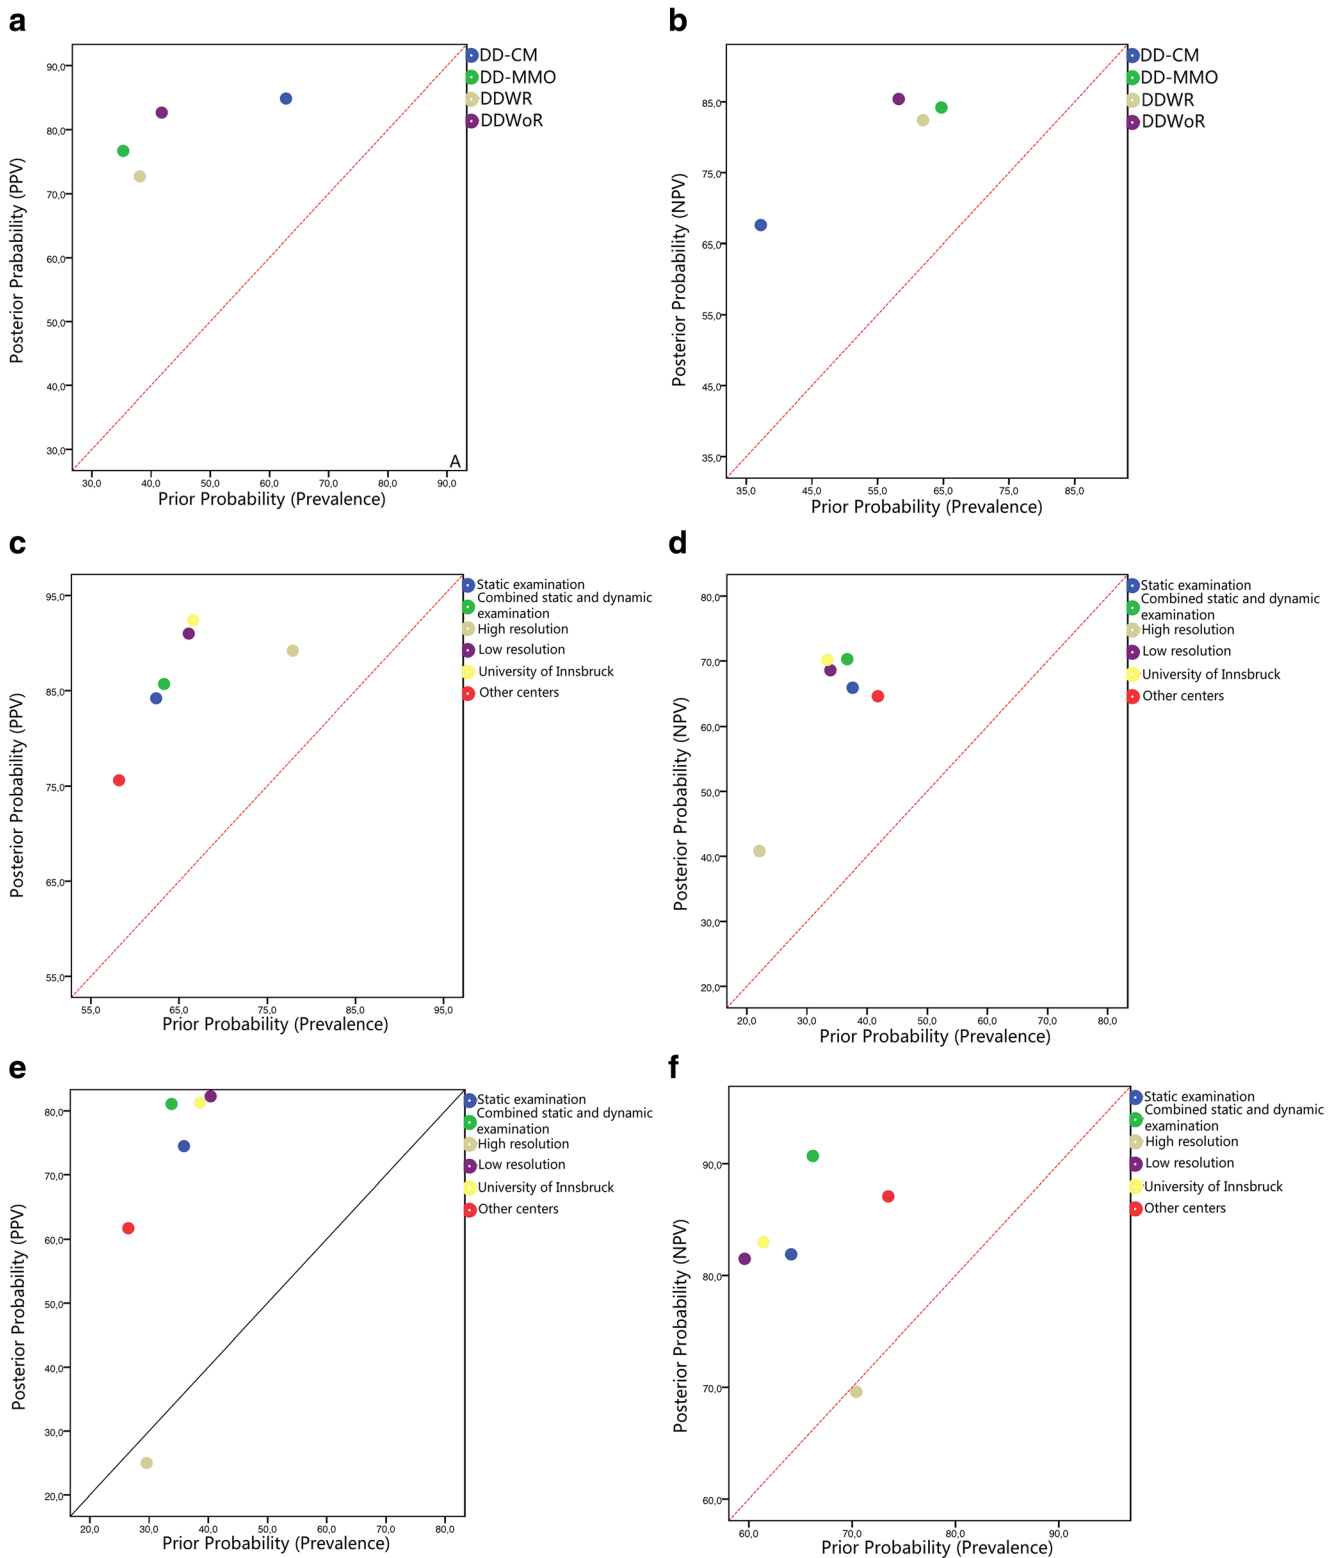 a
90,0
80,0
70,0
60,0
50,0
40,0
30,0
Posterior Prabability (PPV)
30,0 40,0 50,0 60,0 70,0 80,0 90,0
Prior Probability (Prevalence)
A
DD-CM
DD-MMO
DDWR
DDWoR
b
85,0
75,0
65,0
55,0
45,0
35,0
Posterior Probability (NPV)
35,0 45,0 55,0 65,0 75,0 85,0
Prior Probability (Prevalence)
DD-CM
DD-MMO
DDWR
DDWoR
c
95,0
85,0
75,0
65,0
55,0
Posterior Probability (PPV)
55,0 65,0 75,0 85,0 95,0
Prior Probability (Prevalence)
Static examination
Combined static and dynamic
examination
High resolution
Low resolution
University of Innsbruck
Other centers
d
80,0
70,0
60,0
50,0
40,0
30,0
20,0
Posterior Probability (NPV)
20,0 30,0 40,0 50,0 60,0 70,0 80,0
Prior Probability (Prevalence)
Static examination
Combined static and dynamic
examination
High resolution
Low resolution
University of Innsbruck
Other centers
e
80,0
70,0
60,0
50,0
40,0
30,0
20,0
Posterior Probability (PPV)
20,0 30,0 40,0 50,0 60,0 70,0 80,0
Prior Probability (Prevalence)
Static examination
Combined static and dynamic
examination
High resolution
Low resolution
University of Innsbruck
Other centers
f
90,0
80,0
70,0
60,0
Posterior Probability (NPV)
60,0 70,0 80,0 90,0
Prior Probability (Prevalence)
Static examination
Combined static and dynamic
examination
High resolution
Low resolution
University of Innsbruck
Other centers